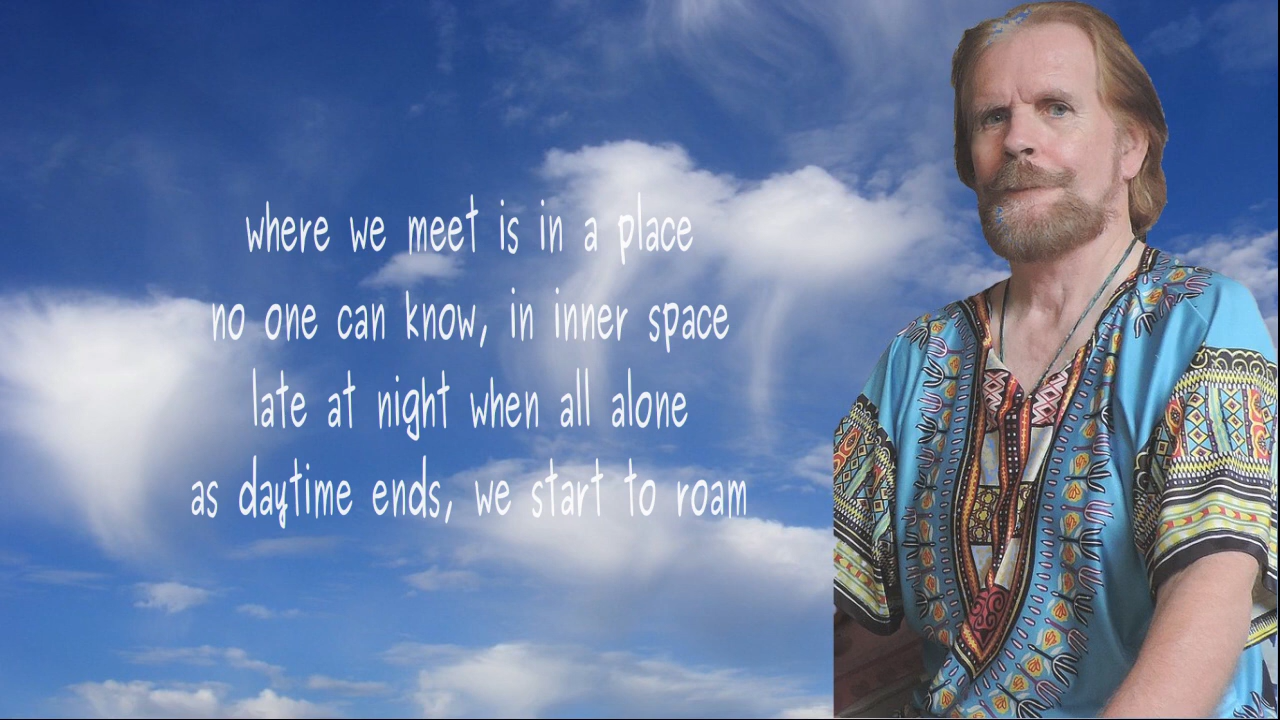 where we meet is in a place
no one can know, in inner space
late at night when all alone
as daytime ends, we start to roam